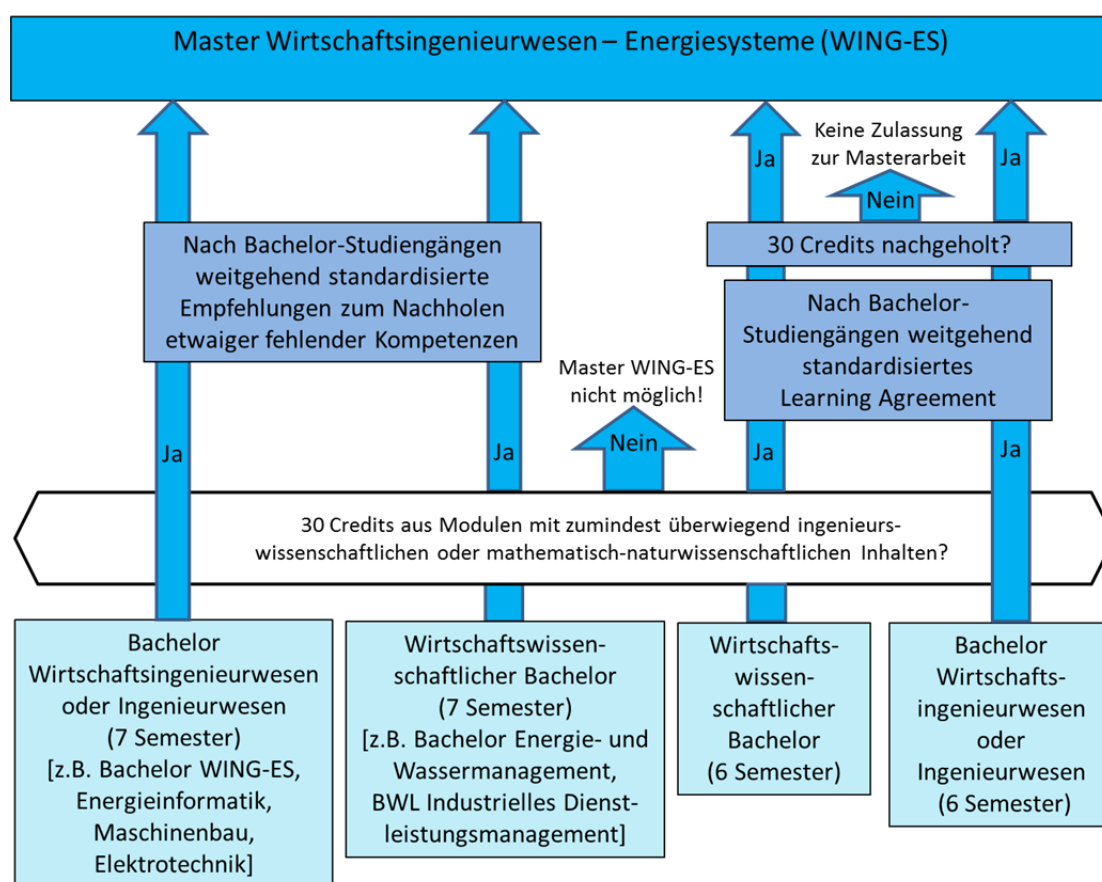 Master Wirtschaftsingenieurwesen – Energiesysteme (WING-ES)
Keine Zulassung
zur Masterarbeit
Ja
Nein
Ja
Nach Bachelor-Studiengängen
weitgehend standardisierte
Empfehlungen zum Nachholen
etwaiger fehlender Kompetenzen
30 Credits nachgeholt?
Nach Bachelor-
Studiengängen weitgehend
standardisiertes
Learning Agreement
Master WING-ES
nicht möglich!
Ja
Ja
Nein
Ja
Ja
30 Credits aus Modulen mit zumindest überwiegend ingenieurs-
wissenschaftlichen oder mathematisch-naturwissenschaftlichen Inhalten?
Bachelor
Wirtschaftsingenieurwesen
oder Ingenieurwesen
(7 Semester)
[z.B. Bachelor WING-ES,
Energieinformatik,
Maschinenbau,
Elektrotechnik]
Wirtschaftswissen-
schaftlicher Bachelor
(7 Semester)
[z.B. Bachelor Energie- und
Wassermanagement,
BWL Industrielles Dienst-
leistungsmanagement]
Wirtschafts-
wissen-
schaftlicher
Bachelor
(6 Semester)
Bachelor
Wirtschafts-
ingenieurwesen
oder
Ingenieurwesen
(6 Semester)